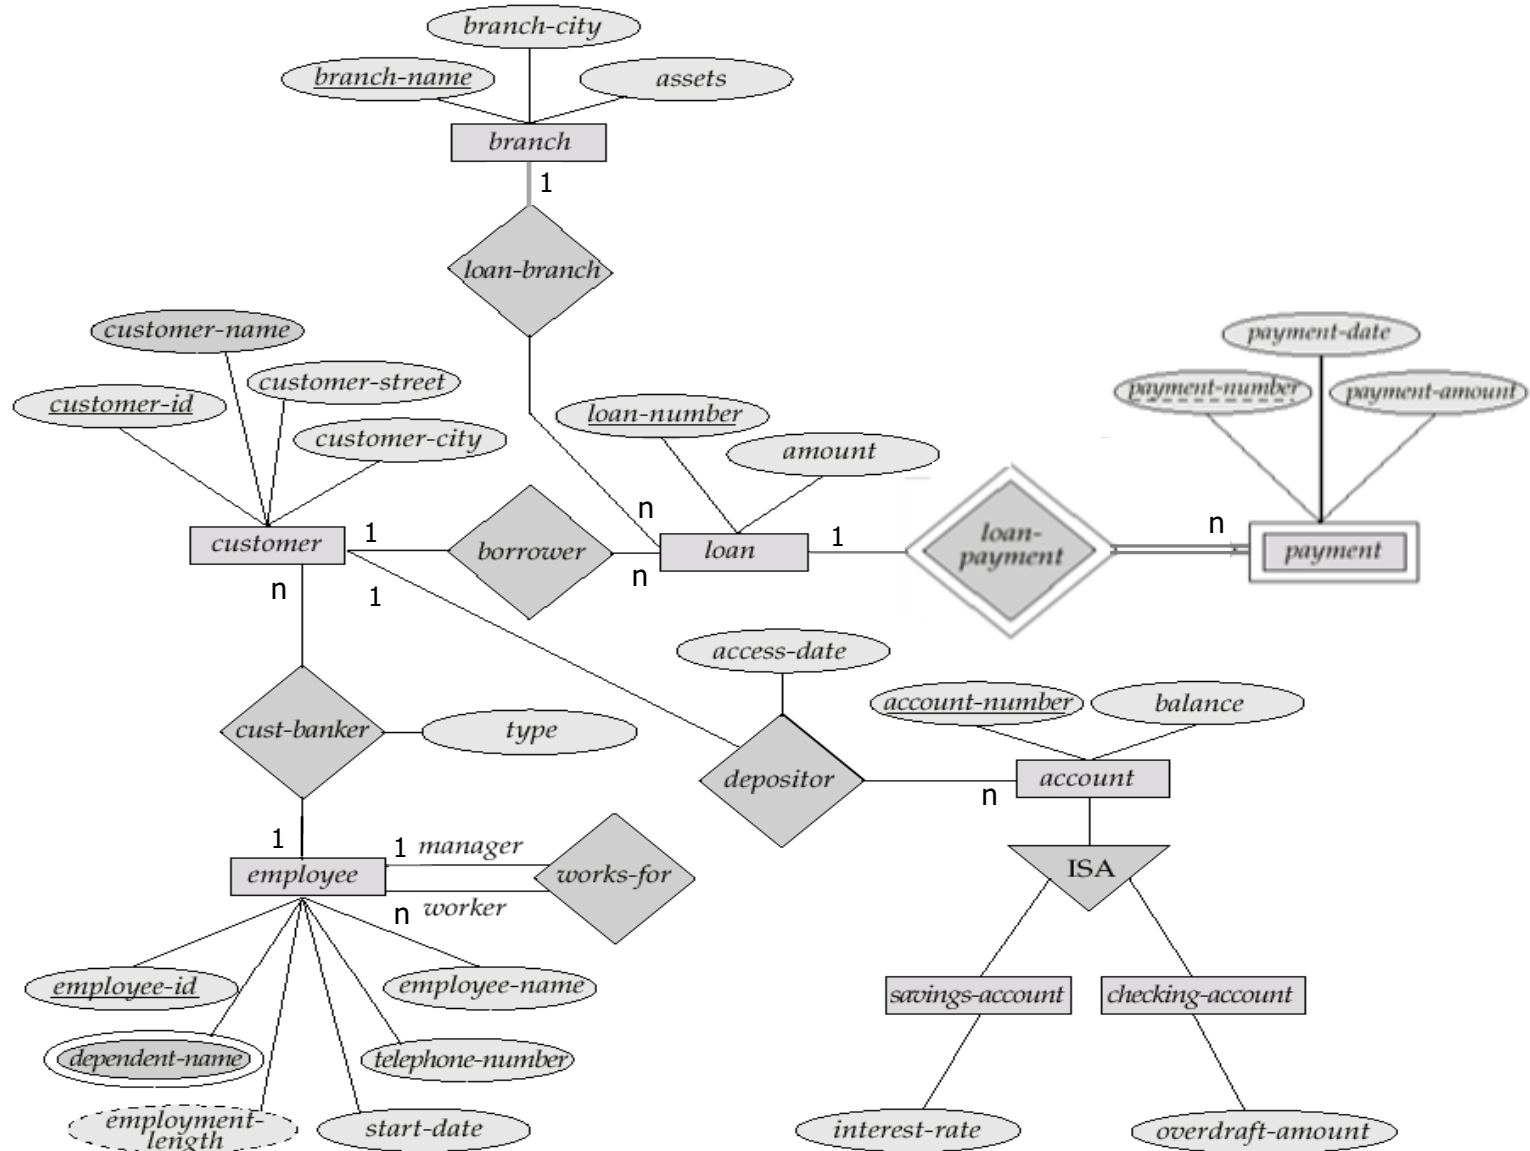 branch-city
branch-name
assets
branch
1
loan-branch
customer-name
customer-street
customer-id
customer-city
loan-number
amount
payment-date
payment-number
payment-amount
n
customer
1
borrower
n
loan
1
loan-
payment
n
payment
n
1
access-date
account-number
balance
cust-banker
type
depositor
n
account
1
employee
1
manager
works-for
n
worker
ISA
employee-id
employee-name
savings-account
checking-account
dependent-name
telephone-number
employment-
length
start-date
interest-rate
overdraft-amount